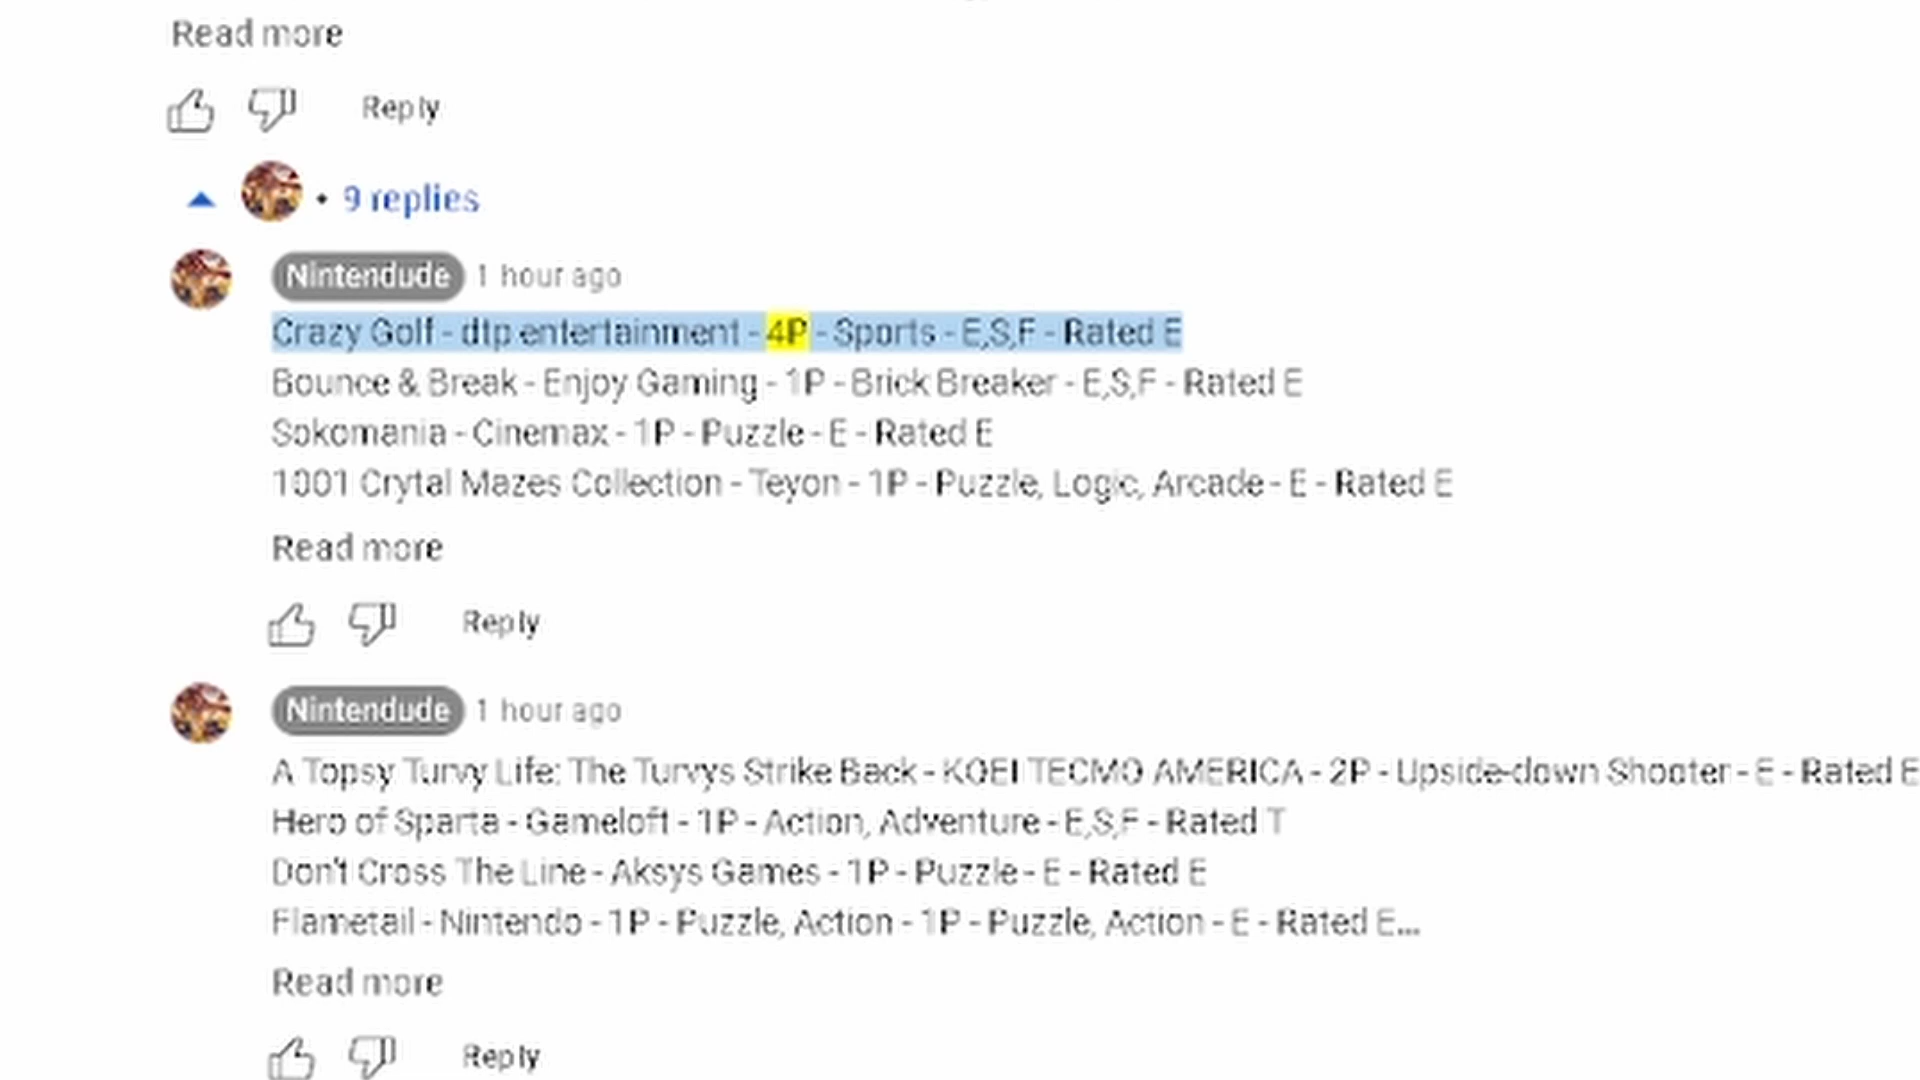 Read more
Reply
9 replies
Nintendude 1 hour ago
Crazy Golf - dtp entertainment - 4P - Sports - E,S,F - Rated E
Bounce & Break - Enjoy Gaming - 1P - Brick Breaker - E,S,F - Rated E
Sokomania - Cinemax - 1P - Puzzle - E - Rated E
1001 Crytal Mazes Collection - Teyon - 1P - Puzzle, Logic, Arcade - E - Rated E
Read more
Reply
Nintendude 1 hour ago
A Topsy Turvy Life: The Turvys Strike Back - KOEI TECMO AMERICA - 2P - Upside-down Shooter - E - Rated E
Hero of Sparta - Gameloft - 1P - Action, Adventure - E,S,F - Rated T
Don't Cross The Line - Aksys Games - 1P - Puzzle - E - Rated E
Flametail - Nintendo - 1P - Puzzle, Action - 1P - Puzzle, Action - E - Rated E...
Read more
Reply